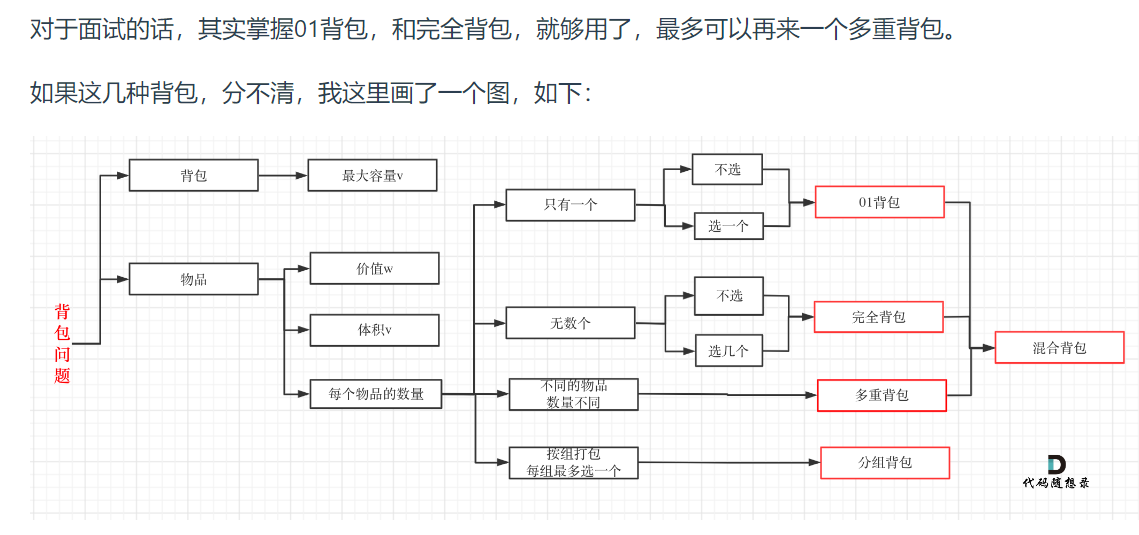 对于面试的话，其实掌握01背包，和完全背包，就够用了，最多可以再来一个多重背包。
如果这几种背包，分不清，我这里画了一个图，如下：
背包问题
背包
最大容量v
物品
价值w
体积v
每个物品的数量
只有一个
不选
选一个
01背包
无数个
不选
选几个
完全背包
不同的物品
数量不同
多重背包
混合背包
按组打包
每组最多选一个
分组背包
代码随想录